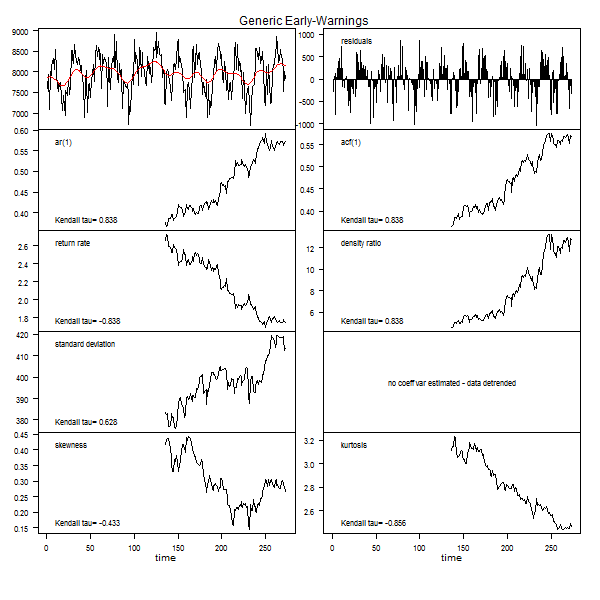 Generic Early-Warnings
9000
8500
8000
7500
7000
residuals
1000
500
0
-500
-1000
ar(1)
0.60
0.55
0.50
0.45
0.40
Kendall tau= 0.838
acf(1)
0.55
0.50
0.45
0.40
Kendall tau= 0.838
return rate
2.6
2.4
2.2
2.0
1.8
Kendall tau= -0.838
density ratio
12
10
8
6
Kendall tau= 0.838
standard deviation
420
410
400
390
380
Kendall tau= 0.628
no coeff var estimated - data detrended
skewness
0.45
0.40
0.35
0.30
0.25
0.20
0.15
Kendall tau= -0.433
kurtosis
3.2
3.0
2.8
2.6
Kendall tau= -0.856
0 50 100 150 200 250
time
0 50 100 150 200 250
time